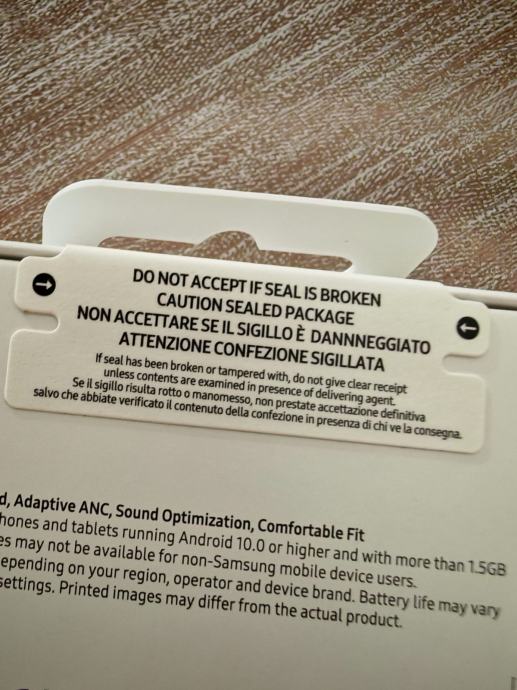 DO NOT ACCEPT IF SEAL IS BROKEN
CAUTION SEALED PACKAGE
NON ACCETTARE SE IL SIGILLO È DANNNEGGIATO
ATTENZIONE CONFEZIONE SIGILLATA
If seal has been broken or tampered with, do not give clear receipt
unless contents are examined in presence of delivering agent.
Se il sigillo risulta rotto o manomesso, non prestate accettazione definitiva
salvo che abbiate verificato il contenuto della confezione in presenza di chi ve la consegna.
d, Adaptive ANC, Sound Optimization, Comfortable Fit
hones and tablets running Android 10.0 or higher and with more than 1.5GB
es may not be available for non-Samsung mobile device users.
epending on your region, operator and device brand. Battery life may vary
settings. Printed images may differ from the actual product.